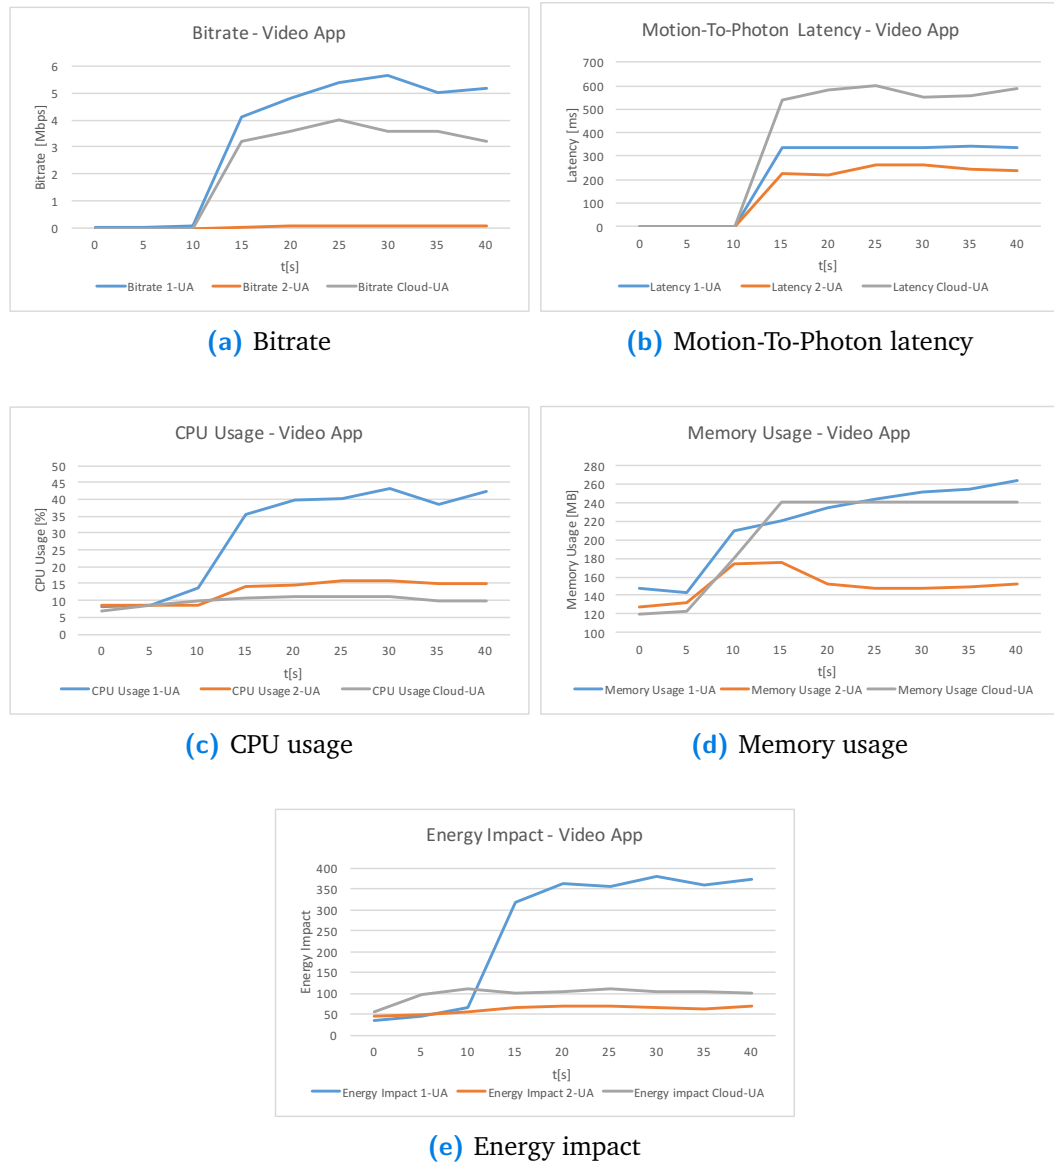 Bitrate - Video App
6
5
4
3
2
1
0
Bitrate [Mbps]
0 5 10 15 20 25 30 35 40
t[s]
Bitrate 1-UA Bitrate 2-UA Bitrate Cloud-UA
(a) Bitrate
Motion-To-Photon Latency - Video App
700
600
500
400
300
200
100
0
Latency [ms]
0 5 10 15 20 25 30 35 40
t[s]
Latency 1-UA Latency 2-UA Latency Cloud-UA
(b) Motion-To-Photon latency
CPU Usage - Video App
50
45
40
35
30
25
20
15
10
5
0
CPU Usage [%]
0 5 10 15 20 25 30 35 40
t[s]
CPU Usage 1-UA CPU Usage 2-UA CPU Usage Cloud-UA
(c) CPU usage
Memory Usage - Video App
280
260
240
220
200
180
160
140
120
100
Memory Usage [MB]
0 5 10 15 20 25 30 35 40
t[s]
Memory Usage 1-UA Memory Usage 2-UA Memory Usage Cloud-UA
(d) Memory usage
Energy Impact - Video App
400
350
300
250
200
150
100
50
0
Energy Impact
0 5 10 15 20 25 30 35 40
t[s]
Energy Impact 1-UA Energy Impact 2-UA Energy impact Cloud-UA
(e) Energy impact